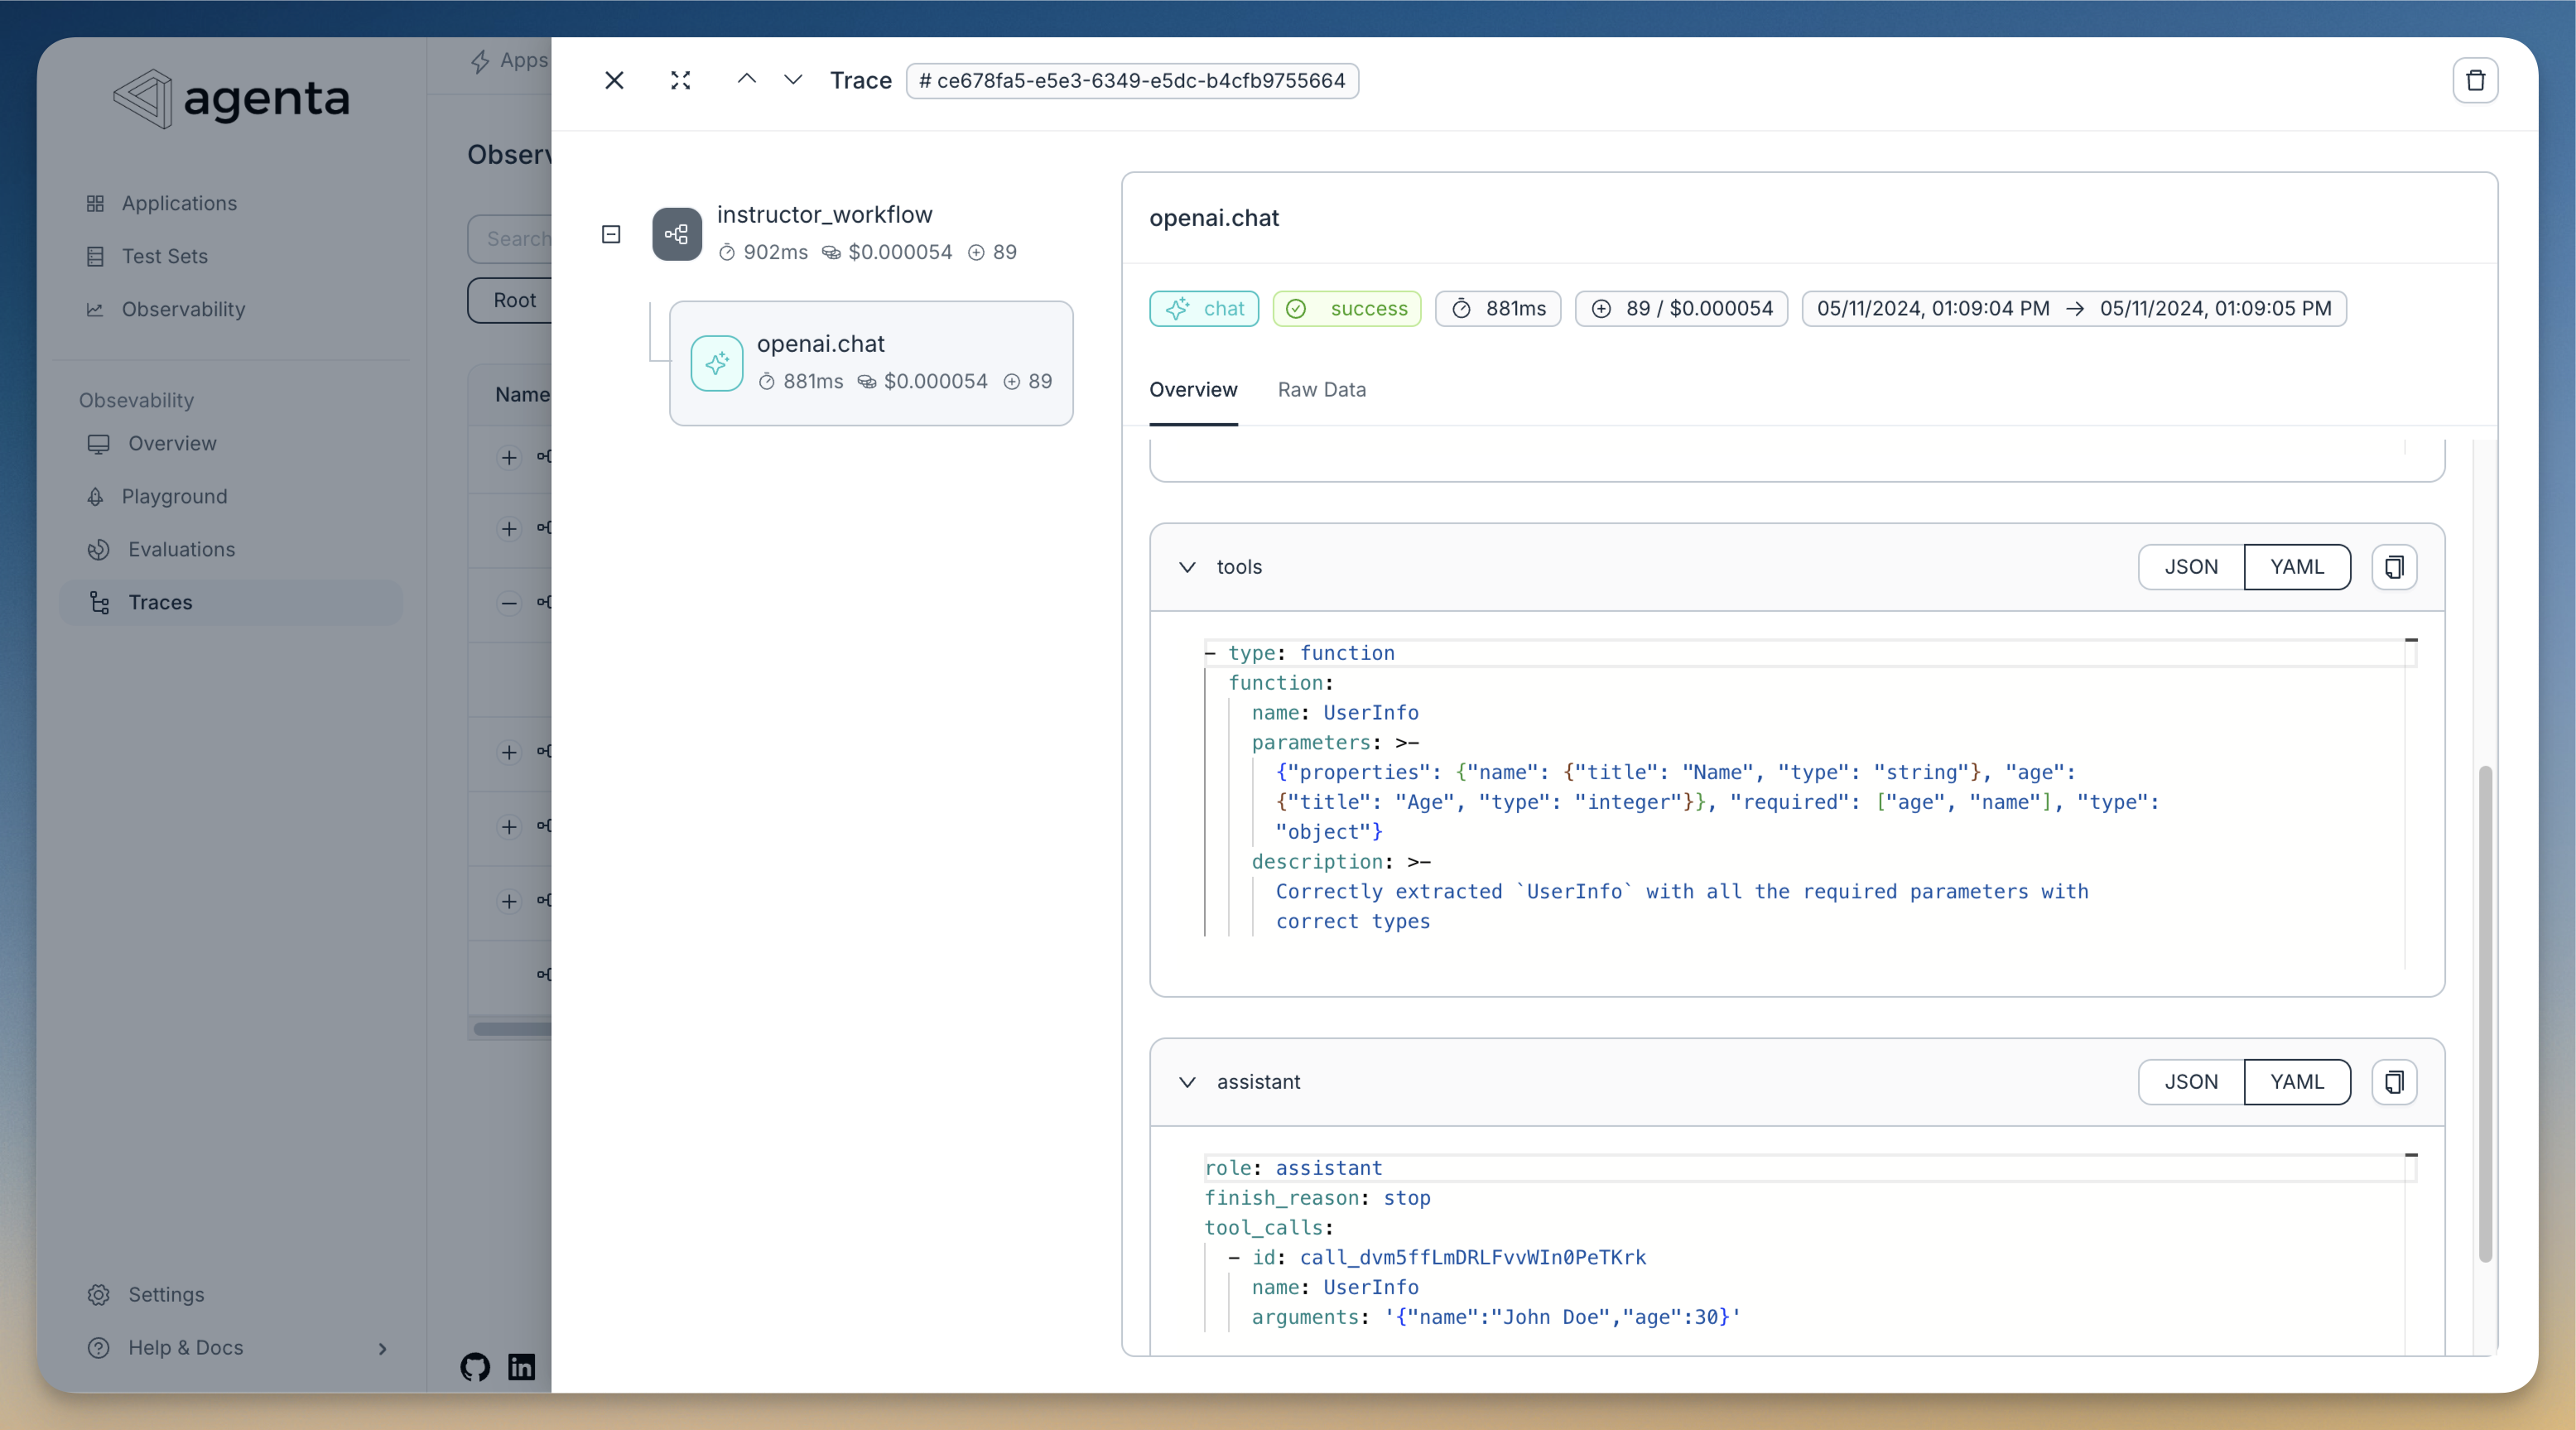 agenta
Applications
Test Sets
Observability
Obsevability
Overview
Playground
Evaluations
Traces
Settings
Help & Docs
Apps
Observ
Search
Root
Name
Trace # ce678fa5-e5e3-6349-e5dc-b4cfb9755664
instructor_workflow
902ms $0.000054 89
openai.chat
881ms $0.000054 89
openai.chat
chat success 881ms 89 / $0.000054 05/11/2024, 01:09:04 PM → 05/11/2024, 01:09:05 PM
Overview Raw Data
tools JSON YAML
- type: function
function:
name: UserInfo
parameters: >-
{"properties": {"name": {"title": "Name", "type": "string"}, "age":
{"title": "Age", "type": "integer"}}, "required": ["age", "name"], "type":
"object"}
description: >-
Correctly extracted `UserInfo` with all the required parameters with
correct types
assistant JSON YAML
role: assistant
finish_reason: stop
tool_calls:
- id: call_dvm5ffLmDRLFvvWIn0PeTKrk
name: UserInfo
arguments: '{"name":"John Doe","age":30}'
in